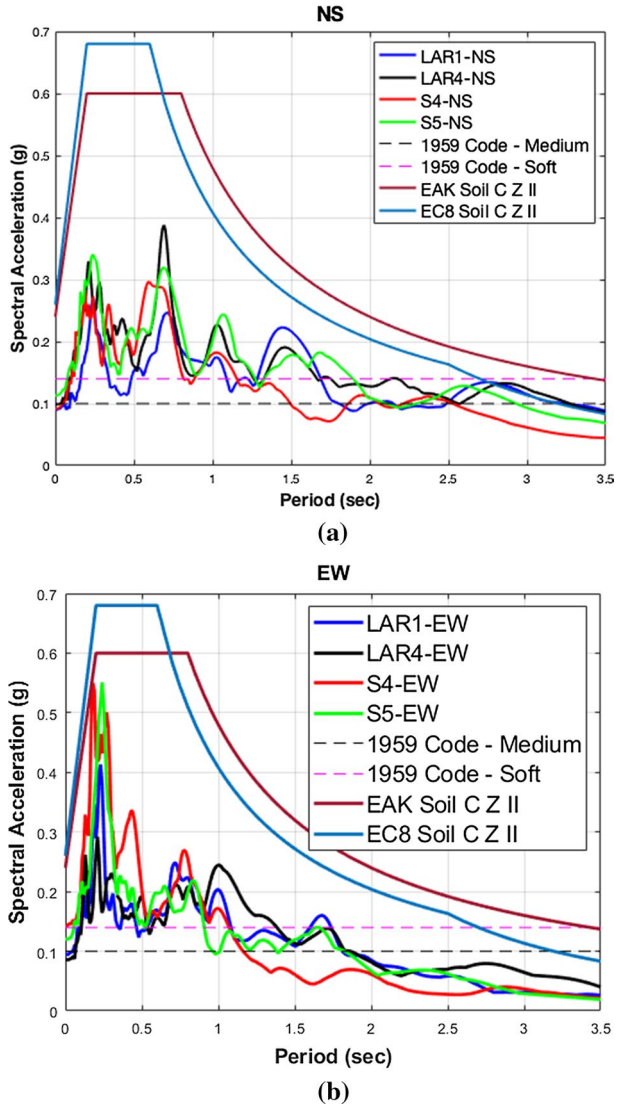 NS
Spectral Acceleration (g)
0.7
0.6
0.5
0.4
0.3
0.2
0.1
0
LAR1-NS
LAR4-NS
S4-NS
S5-NS
1959 Code - Medium
1959 Code - Soft
EAK Soil C Z II
EC8 Soil C Z II
0 0.5 1 1.5 2 2.5 3 3.5
Period (sec)
(a)
EW
Spectral Acceleration (g)
0.7
0.6
0.5
0.4
0.3
0.2
0.1
0
LAR1-EW
LAR4-EW
S4-EW
S5-EW
1959 Code - Medium
1959 Code - Soft
EAK Soil C Z II
EC8 Soil C Z II
0 0.5 1 1.5 2 2.5 3 3.5
Period (sec)
(b)